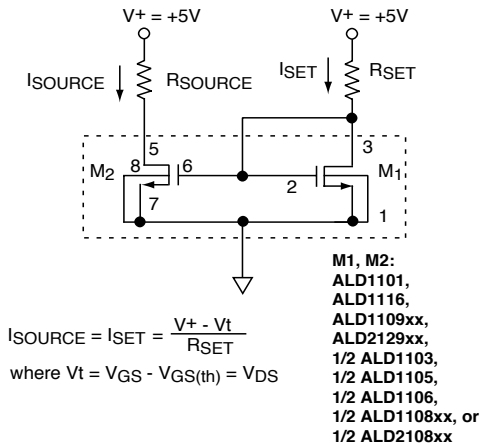 V+ = +5V
V+ = +5V
ISOURCE
RSOURCE
ISET
RSET
5
3
M2
8
6
2
M1
7
1
ISOURCE = ISET = V+ - Vt / RSET
where Vt = VGS - VGS(th) = VDS
M1, M2:
ALD1101,
ALD1116,
ALD1109xx,
ALD2129xx,
1/2 ALD1103,
1/2 ALD1105,
1/2 ALD1106,
1/2 ALD1108xx, or
1/2 ALD2108xx